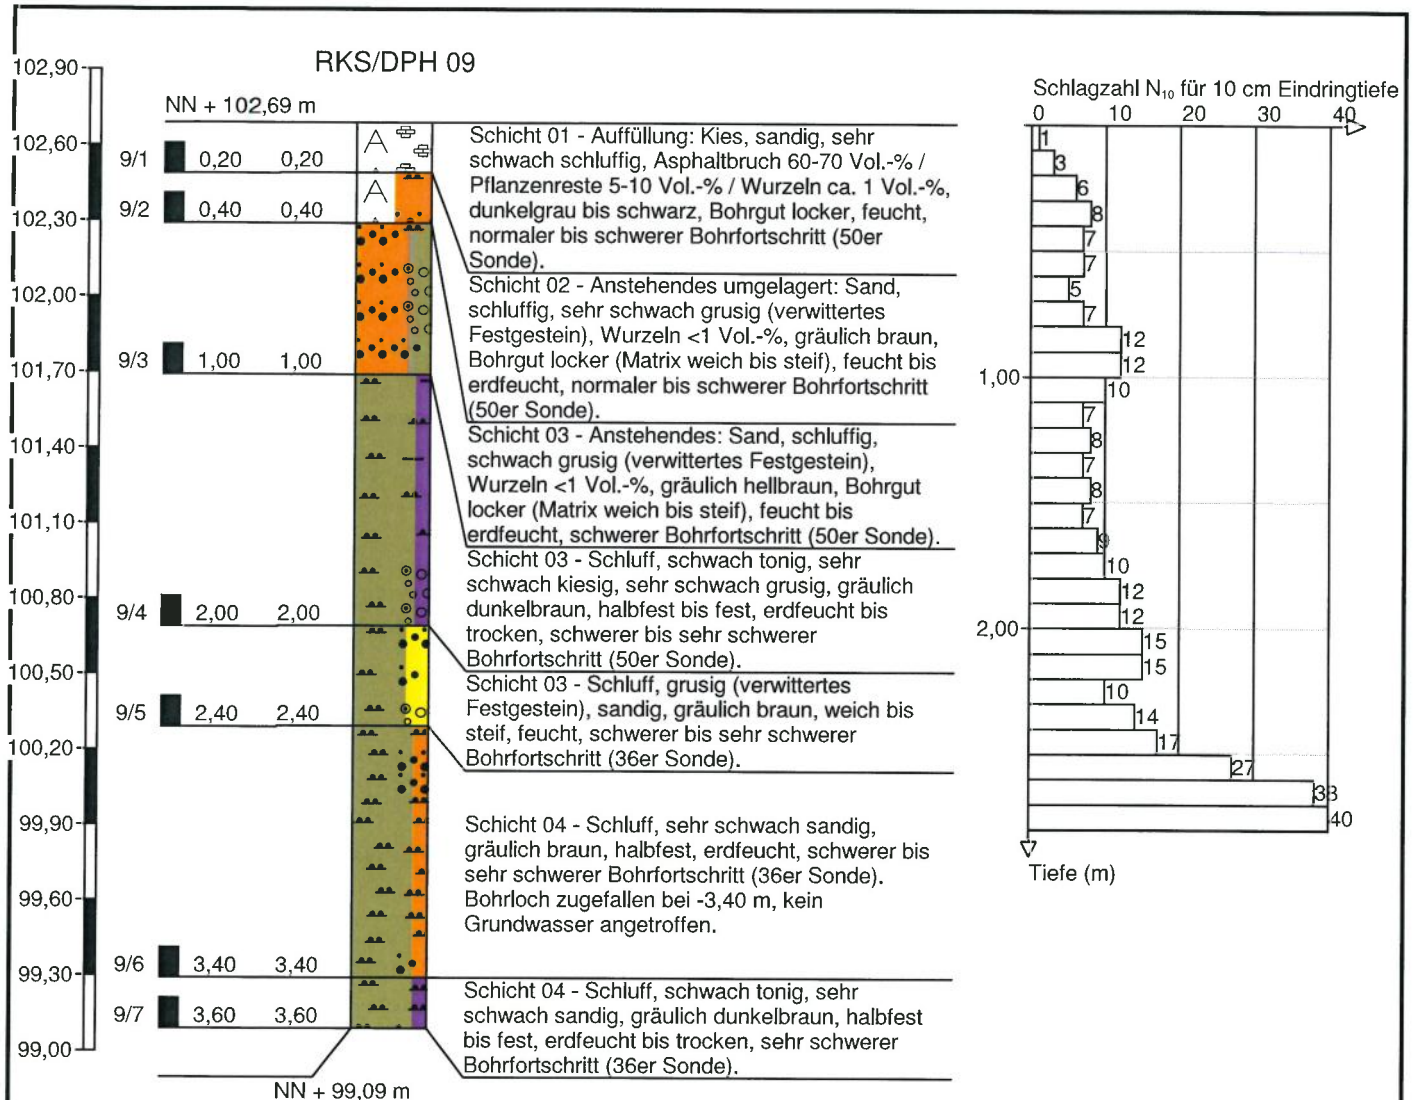 RKS/DPH 09
NN + 102,69 m
102,90
102,60
102,30
102,00
101,70
101,40
101,10
100,80
100,50
100,20
99,90
99,60
99,30
99,00
9/1 0,20 0,20
9/2 0,40 0,40
9/3 1,00 1,00
9/4 2,00 2,00
9/5 2,40 2,40
9/6 3,40 3,40
9/7 3,60 3,60
A
A
Schicht 01 - Auffüllung: Kies, sandig, sehr
schwach schluffig, Asphaltbruch 60-70 Vol.-% /
Pflanzenreste 5-10 Vol.-% / Wurzeln ca. 1 Vol.-%,
dunkelgrau bis schwarz, Bohrgut locker, feucht,
normaler bis schwerer Bohrfortschritt (50er
Sonde).
Schicht 02 - Anstehendes umgelagert: Sand,
schluffig, sehr schwach grusig (verwittertes
Festgestein), Wurzeln <1 Vol.-%, gräulich braun,
Bohrgut locker (Matrix weich bis steif), feucht bis
erdfeucht, normaler bis schwerer Bohrfortschritt
(50er Sonde).
Schicht 03 - Anstehendes: Sand, schluffig,
schwach grusig (verwittertes Festgestein),
Wurzeln <1 Vol.-%, gräulich hellbraun, Bohrgut
locker (Matrix weich bis steif), feucht bis
erdfeucht, schwerer Bohrfortschritt (50er Sonde).
Schicht 03 - Schluff, schwach tonig, sehr
schwach kiesig, sehr schwach grusig, gräulich
dunkelbraun, halbfest bis fest, erdfeucht bis
trocken, schwerer bis sehr schwerer
Bohrfortschritt (50er Sonde).
Schicht 03 - Schluff, grusig (verwittertes
Festgestein), sandig, gräulich braun, weich bis
steif, feucht, schwerer bis sehr schwerer
Bohrfortschritt (36er Sonde).
Schicht 04 - Schluff, sehr schwach sandig,
gräulich braun, halbfest, erdfeucht, schwerer bis
sehr schwerer Bohrfortschritt (36er Sonde).
Bohrloch zugefallen bei -3,40 m, kein
Grundwasser angetroffen.
Schicht 04 - Schluff, schwach tonig, sehr
schwach sandig, gräulich dunkelbraun, halbfest
bis fest, erdfeucht bis trocken, sehr schwerer
Bohrfortschritt (36er Sonde).
NN + 99,09 m
Schlagzahl N₁₀ für 10 cm Eindringtiefe
0 10 20 30 40
1
3
6
8
7
7
5
7
12
12
1,00
10
7
8
7
8
7
9
10
12
12
2,00
15
15
10
14
17
27
38
40
Tiefe (m)